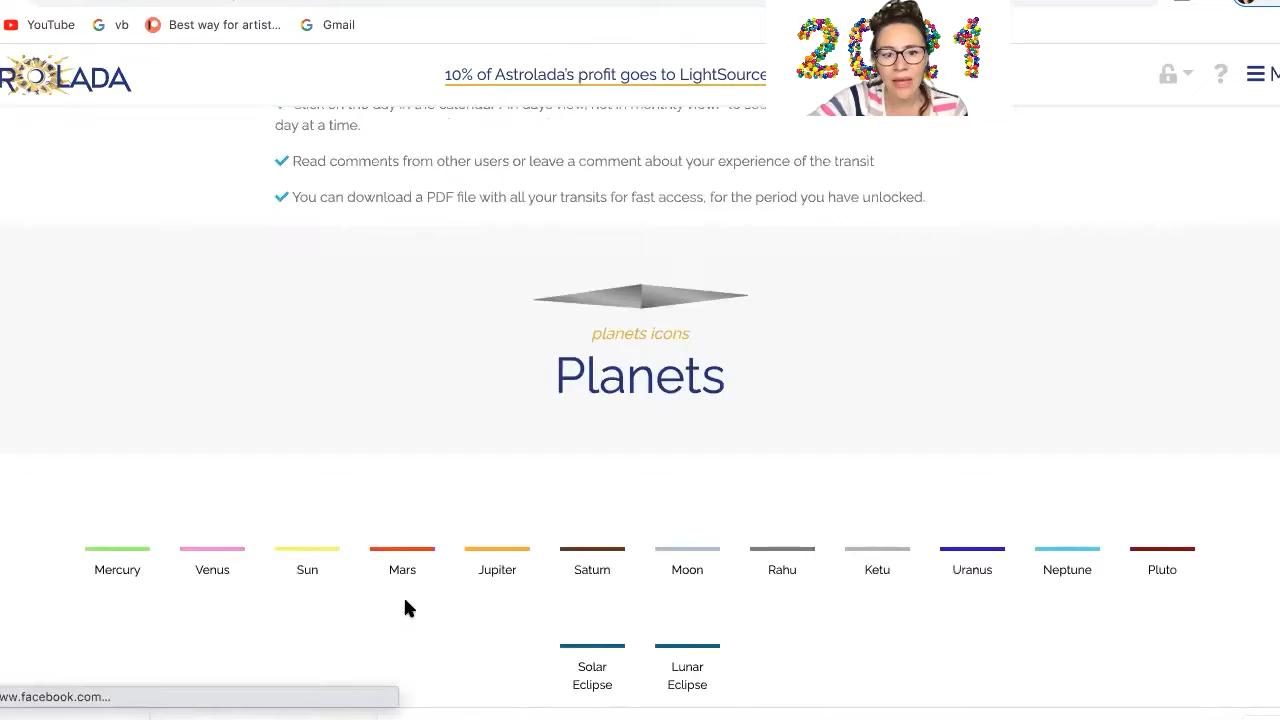 YouTube
vb
Best way for artist...
Gmail
ROLADA
10% of Astrolada's profit goes to LightSource
2021
?
M
day at a time.
Read comments from other users or leave a comment about your experience of the transit
You can download a PDF file with all your transits for fast access, for the period you have unlocked.
planets icons
Planets
Mercury
Venus
Sun
Mars
Jupiter
Saturn
Moon
Rahu
Ketu
Uranus
Neptune
Pluto
Solar
Eclipse
Lunar
Eclipse
ww.facebook.com...